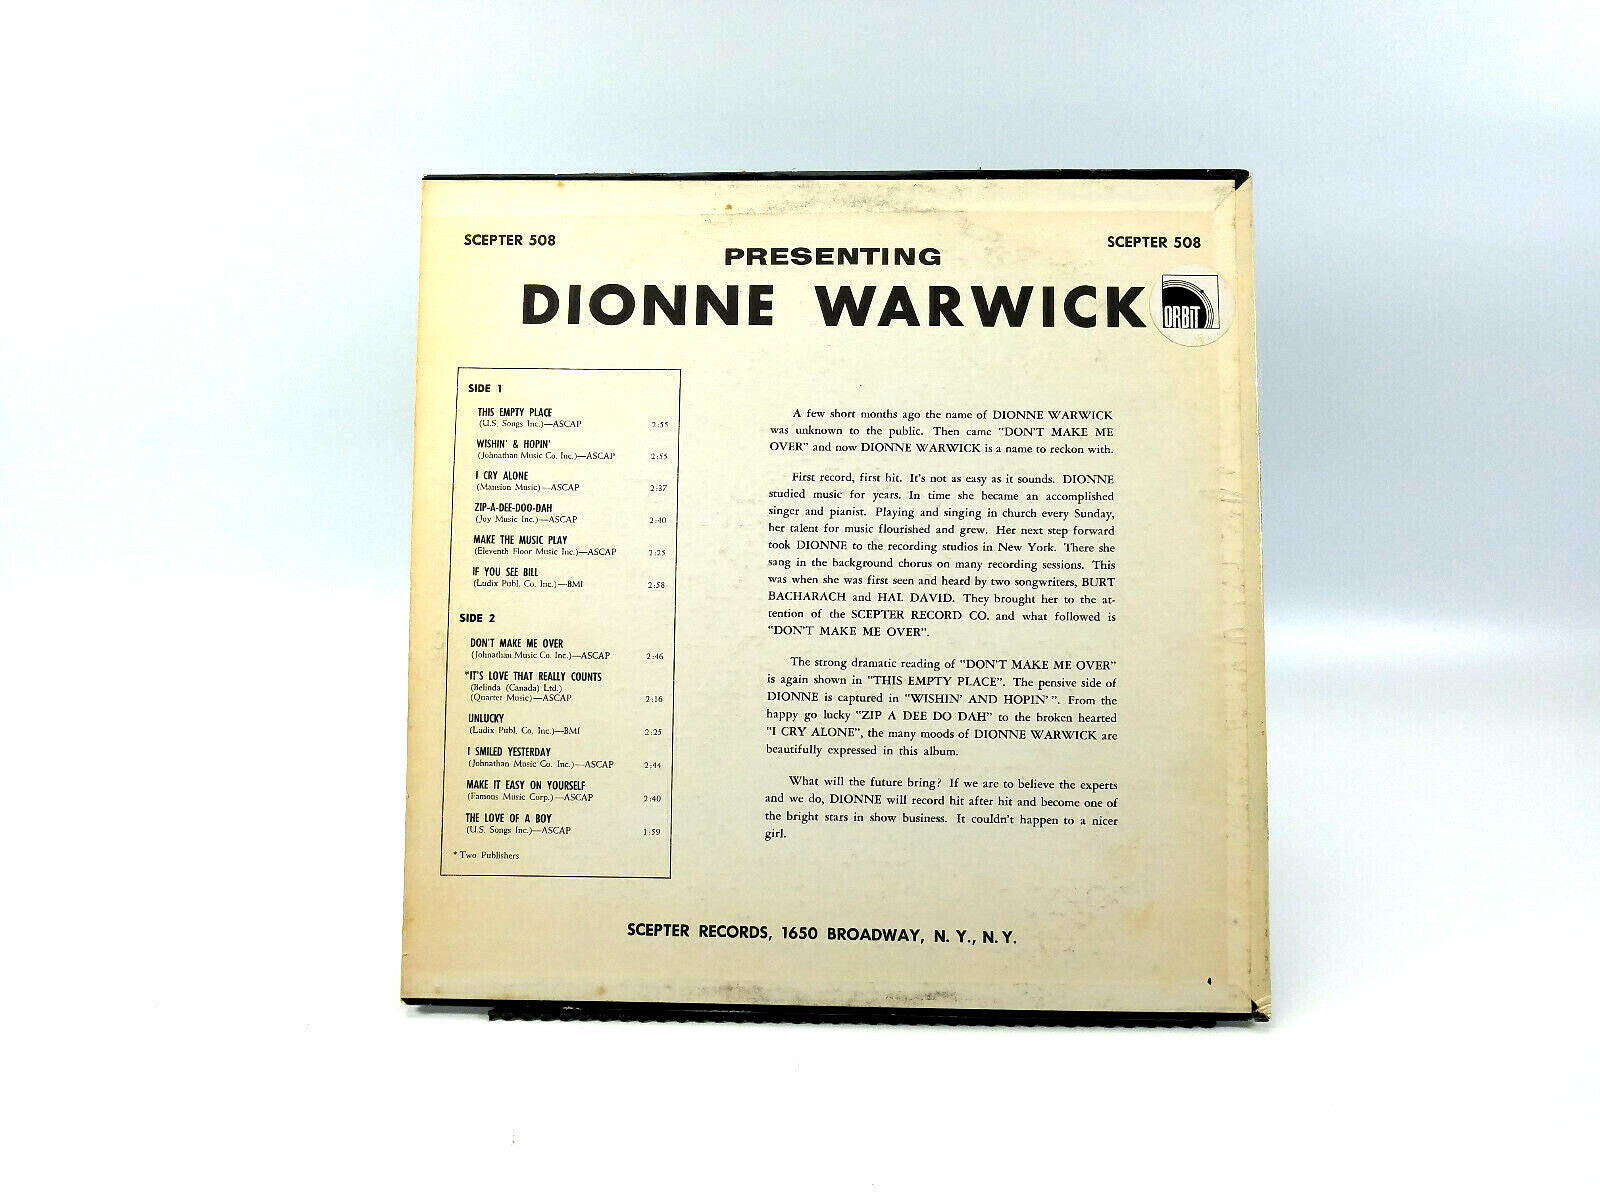 SCEPTER 508
SCEPTER 508
PRESENTING
DIONNE WARWICK
ORBIT
SIDE 1
THIS EMPTY PLACE
(U.S. Songs Inc.)—ASCAP 2:55
WISHIN' & HOPIN'
(Johnathan Music Co. Inc.)—ASCAP 2:55
I CRY ALONE
(Mansion Music)—ASCAP 2:37
ZIP-A-DEE-DOO-DAH
(Joy Music Inc.)—ASCAP 2:40
MAKE THE MUSIC PLAY
(Eleventh Floor Music Inc.)—ASCAP 2:25
IF YOU SEE BILL
(Ludix Publ. Co. Inc.)—BMI 2:58
SIDE 2
DON'T MAKE ME OVER
(Johnathan Music Co. Inc.)—ASCAP 2:46
*IT'S LOVE THAT REALLY COUNTS
(Belinda (Canada) Ltd.)
(Quarter Music)—ASCAP 2:16
UNLUCKY
(Ludix Publ. Co. Inc.)—BMI 2:25
I SMILED YESTERDAY
(Johnathan Music Co. Inc.)—ASCAP 2:44
MAKE IT EASY ON YOURSELF
(Famous Music Corp.)—ASCAP 2:40
THE LOVE OF A BOY
(U.S. Songs Inc.)—ASCAP 1:59
* Two Publishers
A few short months ago the name of DIONNE WARWICK
was unknown to the public. Then came "DON'T MAKE ME
OVER" and now DIONNE WARWICK is a name to reckon with.
First record, first hit. It's not as easy as it sounds. DIONNE
studied music for years. In time she became an accomplished
singer and pianist. Playing and singing in church every Sunday,
her talent for music flourished and grew. Her next step forward
took DIONNE to the recording studios in New York. There she
sang in the background chorus on many recording sessions. This
was when she was first seen and heard by two songwriters, BURT
BACHARACH and HAL DAVID. They brought her to the at-
tention of the SCEPTER RECORD CO. and what followed is
"DON'T MAKE ME OVER".
The strong dramatic reading of "DON'T MAKE ME OVER"
is again shown in "THIS EMPTY PLACE". The pensive side of
DIONNE is captured in "WISHIN' AND HOPIN'". From the
happy go lucky "ZIP A DEE DO DAH" to the broken hearted
"I CRY ALONE", the many moods of DIONNE WARWICK are
beautifully expressed in this album.
What will the future bring? If we are to believe the experts
and we do, DIONNE will record hit after hit and become one of
the bright stars in show business. It couldn't happen to a nicer
girl.
SCEPTER RECORDS, 1650 BROADWAY, N. Y., N. Y.
4